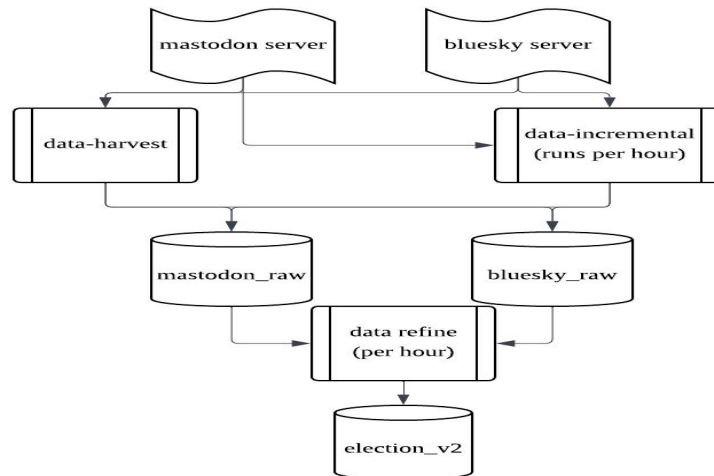 mastodon server
bluesky server
data-harvest
data-incremental
(runs per hour)
mastodon_raw
bluesky_raw
data refine
(per hour)
election_v2